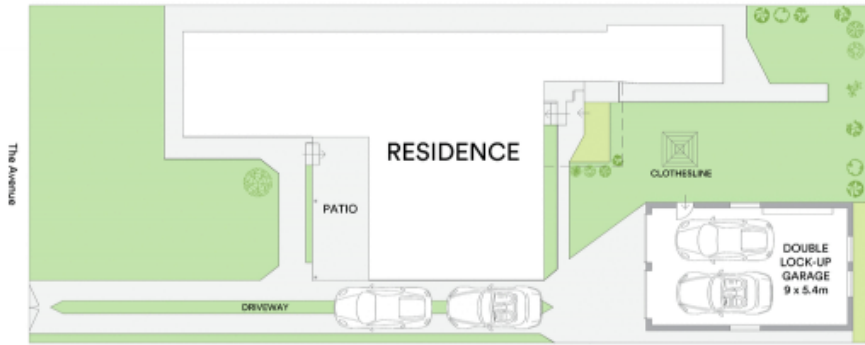 The Avenue
RESIDENCE
PATIO
CLOTHESLINE
DOUBLE
LOCK-UP
GARAGE
9 x 5.4m
DRIVEWAY